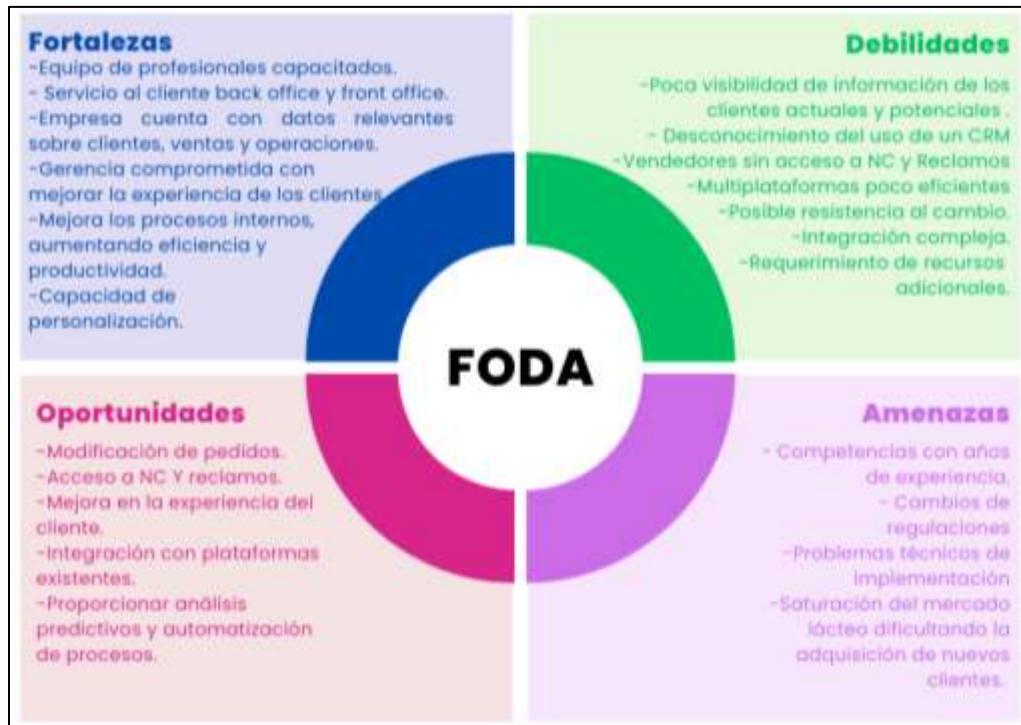 Fortalezas
-Equipo de profesionales capacitados.
- Servicio al cliente back office y front office.
-Empresa cuenta con datos relevantes
sobre clientes, ventas y operaciones.
-Gerencia comprometida con
mejorar la experiencia de los clientes
-Mejora los procesos internos,
aumentando eficiencia y
productividad.
-Capacidad de
personalización.
Debilidades
-Poca visibilidad de información de los
clientes actuales y potenciales .
- Desconocimiento del uso de un CRM
-Vendedores sin acceso a NC y Reclamos
-Multiplataformas poco eficientes
-Posible resistencia al cambio.
-Integración compleja.
-Requerimiento de recursos
adicionales.
FODA
Oportunidades
-Modificación de pedidos.
-Acceso a NC Y reclamos.
-Mejora en la experiencia del
cliente.
-Integración con plataformas
existentes.
-Proporcionar análisis
predictivos y automatización
de procesos.
Amenazas
- Competencias con años
de experiencia,
- Cambios de
regulaciones
-Problemas técnicos de
implementación
-Saturación del mercado
lácteo dificultando la
adquisición de nuevos
clientes.